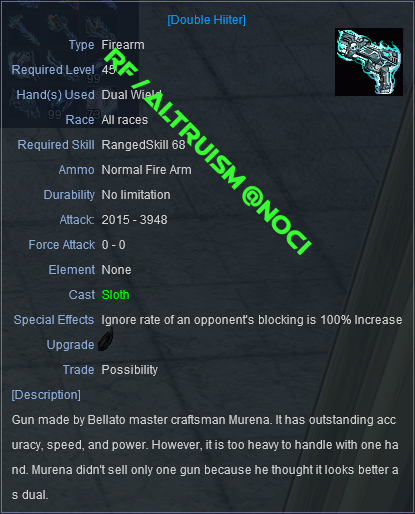 [Double Hiiter]
Type Firearm
Required Level 45
Hand(s) Used Dual Wield
Race All races
Required Skill RangedSkill 68
Ammo Normal Fire Arm
Durability No limitation
Attack: 2015 - 3948
Force Attack 0 - 0
Element None
Cast Sloth
Special Effects Ignore rate of an opponent's blocking is 100% Increase
Upgrade
Trade Possibility
[Description]
Gun made by Bellato master craftsman Murena. It has outstanding acc
uracy, speed, and power. However, it is too heavy to handle with one ha
nd. Murena didn't sell only one gun because he thought it looks better a
s dual.
RF / ALTRUISM @NOCI
99